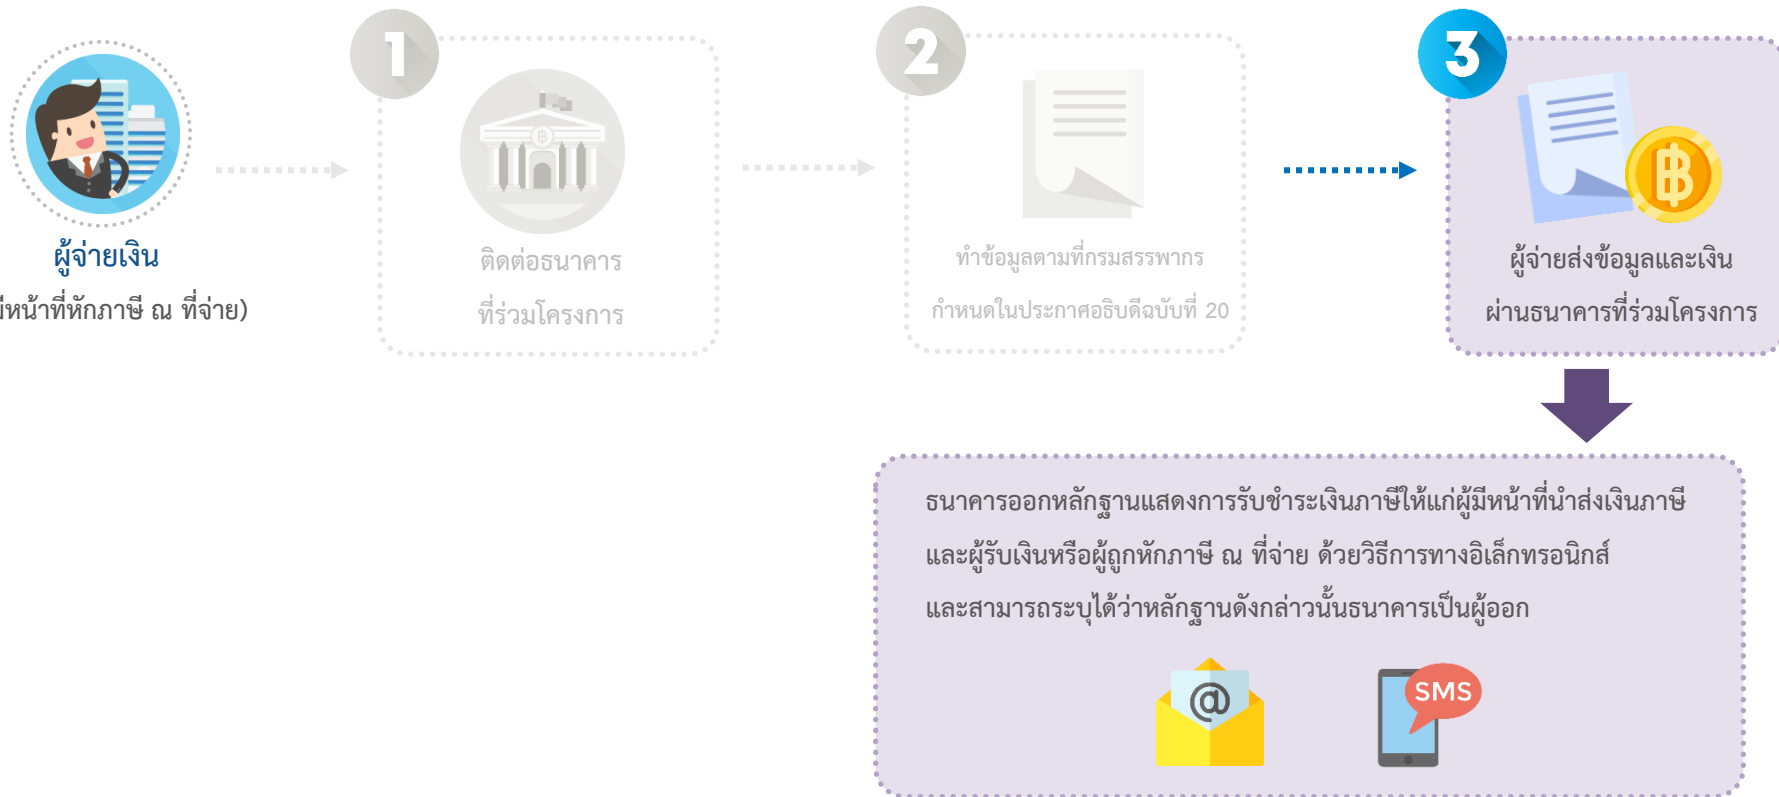 ผู้จ่ายเงิน
มีหน้าที่หักภาษี ณ ที่จ่าย)
1
ติดต่อธนาคาร
ที่ร่วมโครงการ
2
ทำข้อมูลตามที่กรมสรรพากร
กำหนดในประกาศอธิบดีฉบับที่ 20
3
ผู้จ่ายส่งข้อมูลและเงิน
ผ่านธนาคารที่ร่วมโครงการ
ธนาคารออกหลักฐานแสดงการรับชำระเงินภาษีให้แก่ผู้มีหน้าที่นำส่งเงินภาษี
และผู้รับเงินหรือผู้ถูกหักภาษี ณ ที่จ่าย ด้วยวิธีการทางอิเล็กทรอนิกส์
และสามารถระบุได้ว่าหลักฐานดังกล่าวนั้นธนาคารเป็นผู้ออก
@
SMS